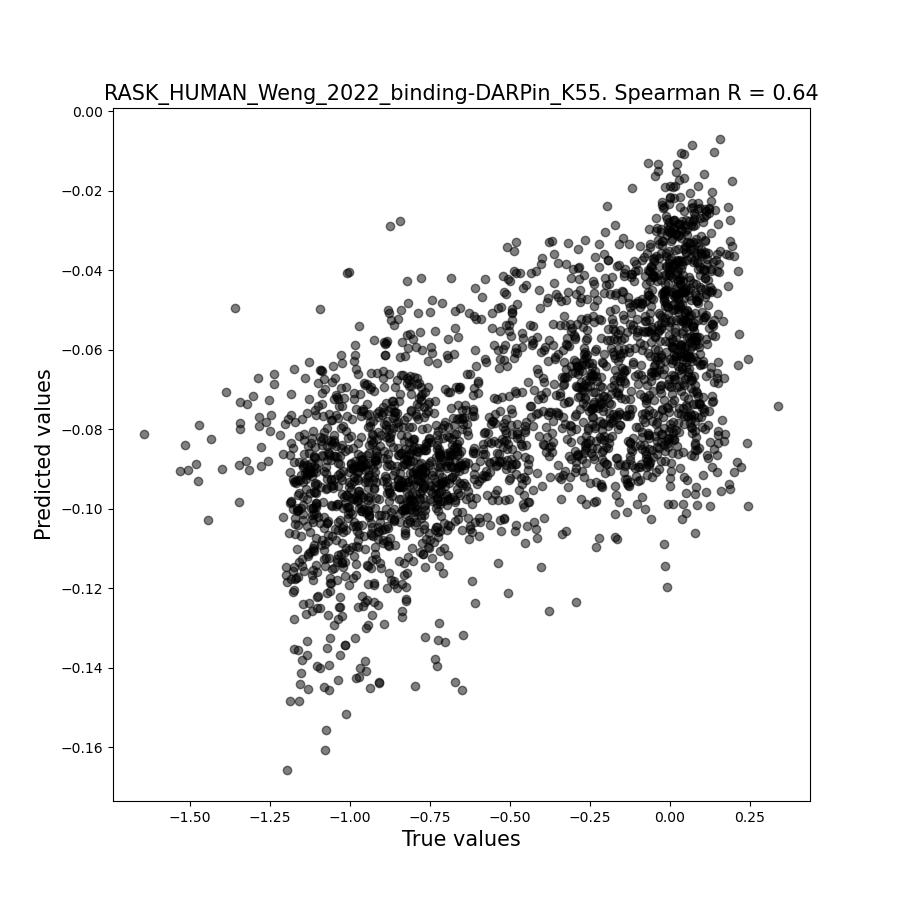 RASK_HUMAN_Weng_2022_binding-DARPin_K55. Spearman R = 0.64
Predicted values
0.00
−0.02
−0.04
−0.06
−0.08
−0.10
−0.12
−0.14
−0.16
−1.50 −1.25 −1.00 −0.75 −0.50 −0.25 0.00 0.25
True values